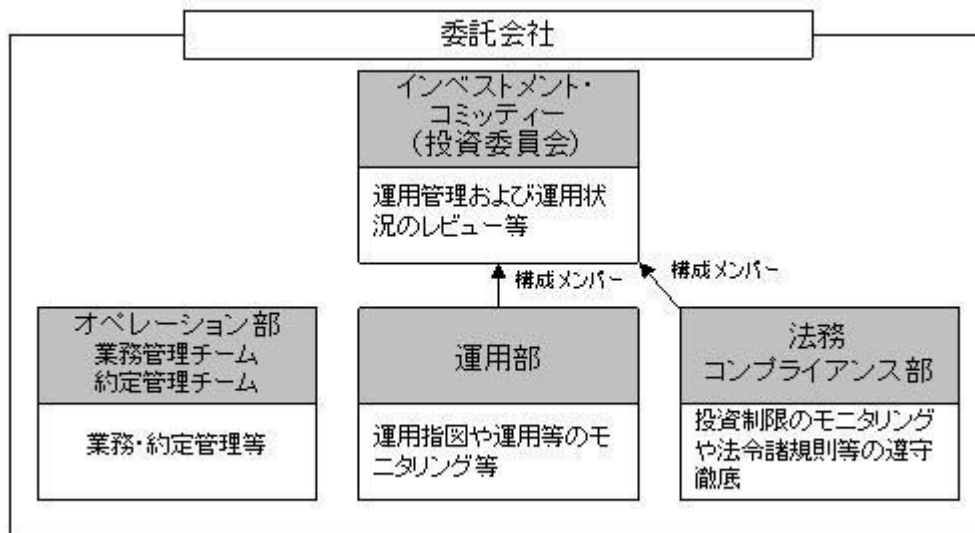 委託会社
インベストメント・
コミッティー
(投資委員会)
運用管理および運用状
況のレビュー等
構成メンバー
構成メンバー
オペレーション部
業務管理チーム
約定管理チーム
業務・約定管理等
運用部
運用指図や運用等のモ
ニタリング等
法務
コンプライアンス部
投資制限のモニタリング
や法令諸規則等の遵守
徹底